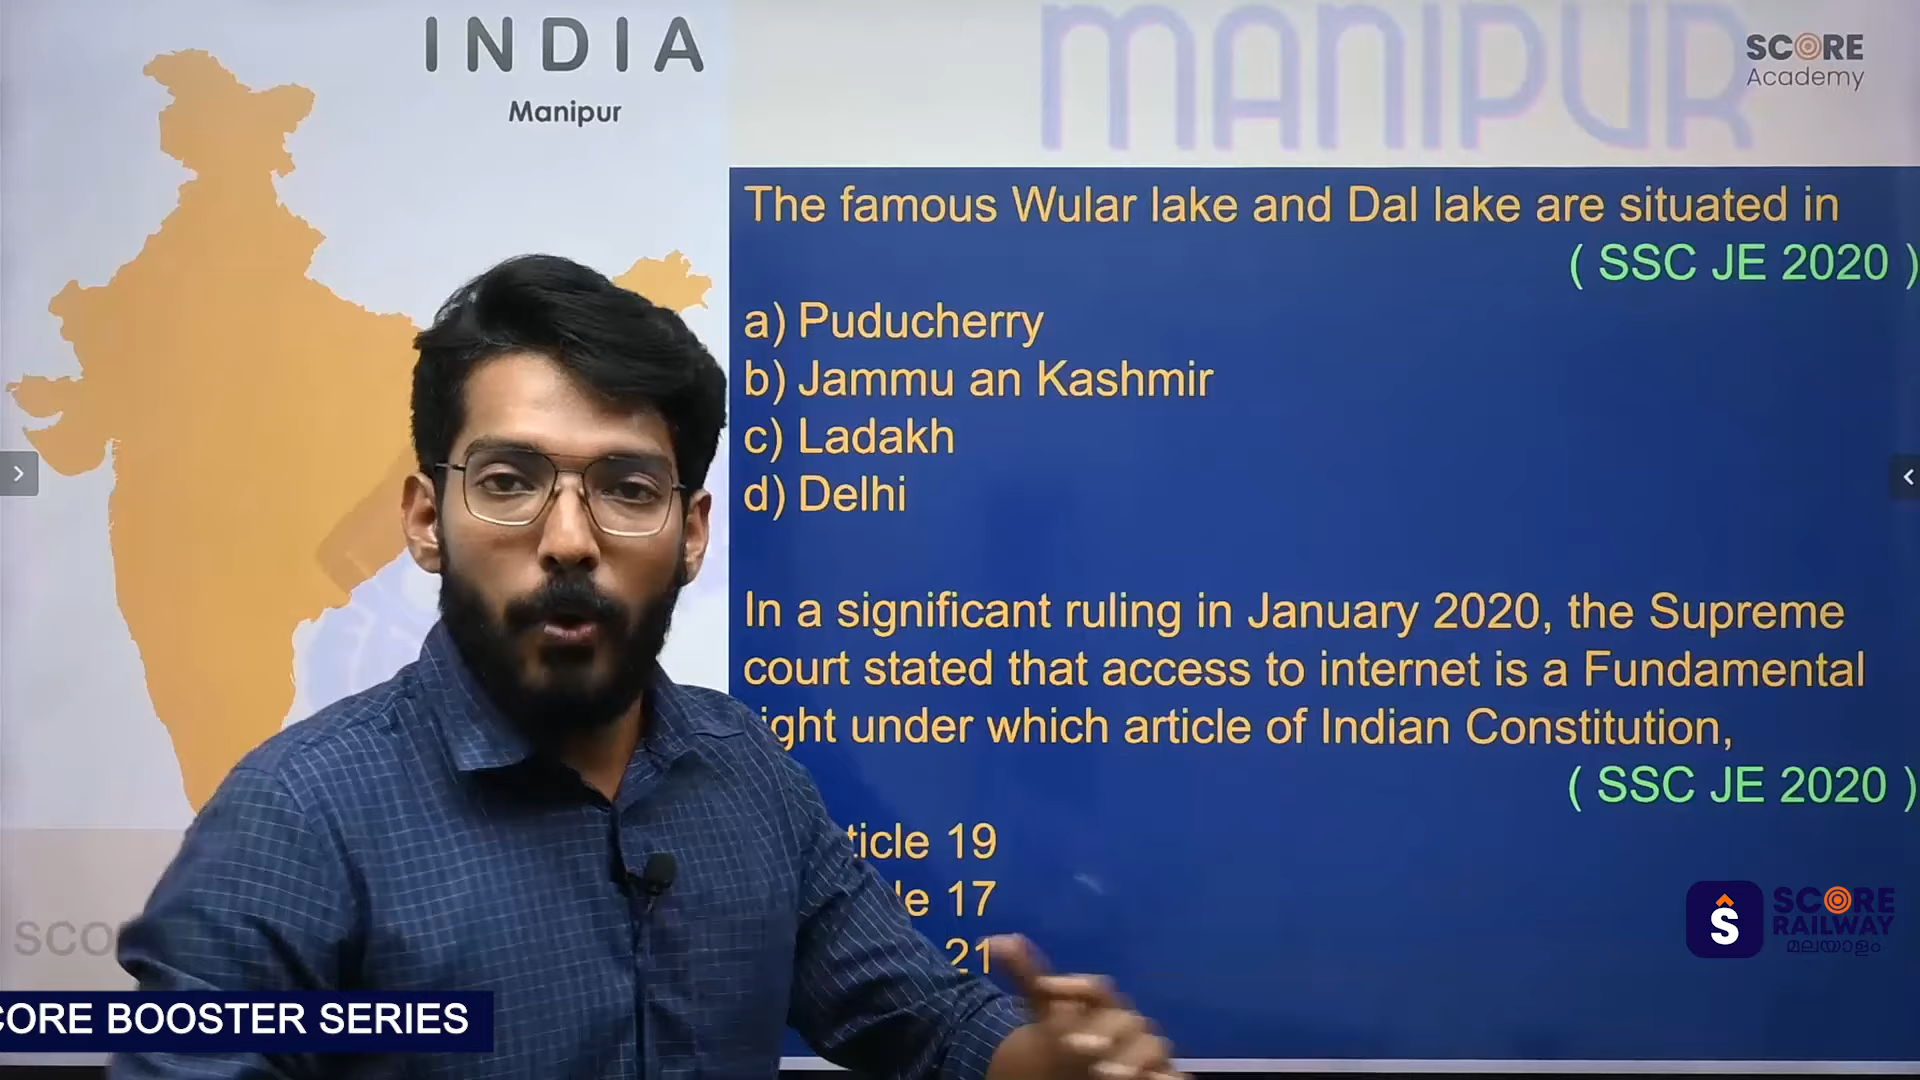 INDIA
Manipur
MANIPUR
SCORE
Academy
The famous Wular lake and Dal lake are situated in
( SSC JE 2020 )
a) Puducherry
b) Jammu an Kashmir
c) Ladakh
d) Delhi
In a significant ruling in January 2020, the Supreme
court stated that access to internet is a Fundamental
ight under which article of Indian Constitution,
( SSC JE 2020 )
ticle 19
le 17
21
SCO
SCORE
RAILWAY
മലയാളം
CORE BOOSTER SERIES